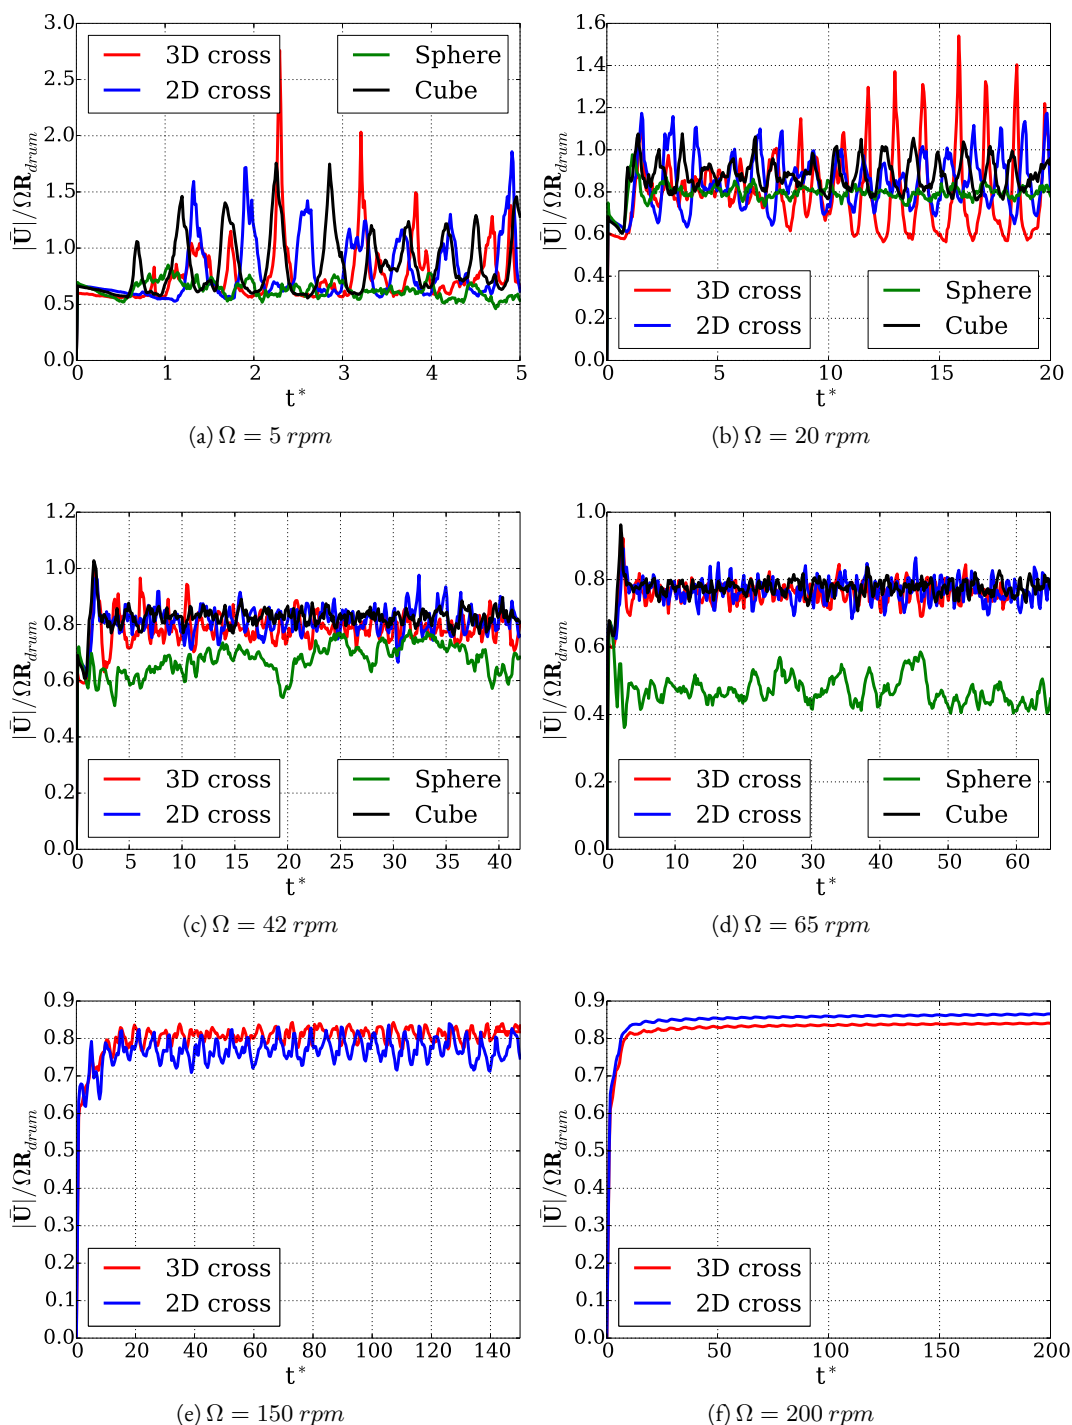 3.0
2.5
2.0
1.5
1.0
0.5
0.0
|Ū|/ΩR_drum
3D cross
2D cross
Sphere
Cube
0 1 2 3 4 5
t*
(a) Ω = 5 rpm
1.6
1.4
1.2
1.0
0.8
0.6
0.4
0.2
0.0
|Ū|/ΩR_drum
3D cross
2D cross
Sphere
Cube
0 5 10 15 20
t*
(b) Ω = 20 rpm
1.2
1.0
0.8
0.6
0.4
0.2
0.0
|Ū|/ΩR_drum
3D cross
2D cross
Sphere
Cube
0 5 10 15 20 25 30 35 40
t*
(c) Ω = 42 rpm
1.0
0.8
0.6
0.4
0.2
0.0
|Ū|/ΩR_drum
3D cross
2D cross
Sphere
Cube
0 10 20 30 40 50 60
t*
(d) Ω = 65 rpm
0.9
0.8
0.7
0.6
0.5
0.4
0.3
0.2
0.1
0.0
|Ū|/ΩR_drum
3D cross
2D cross
0 20 40 60 80 100 120 140
t*
(e) Ω = 150 rpm
0.9
0.8
0.7
0.6
0.5
0.4
0.3
0.2
0.1
0.0
|Ū|/ΩR_drum
3D cross
2D cross
0 50 100 150 200
t*
(f) Ω = 200 rpm